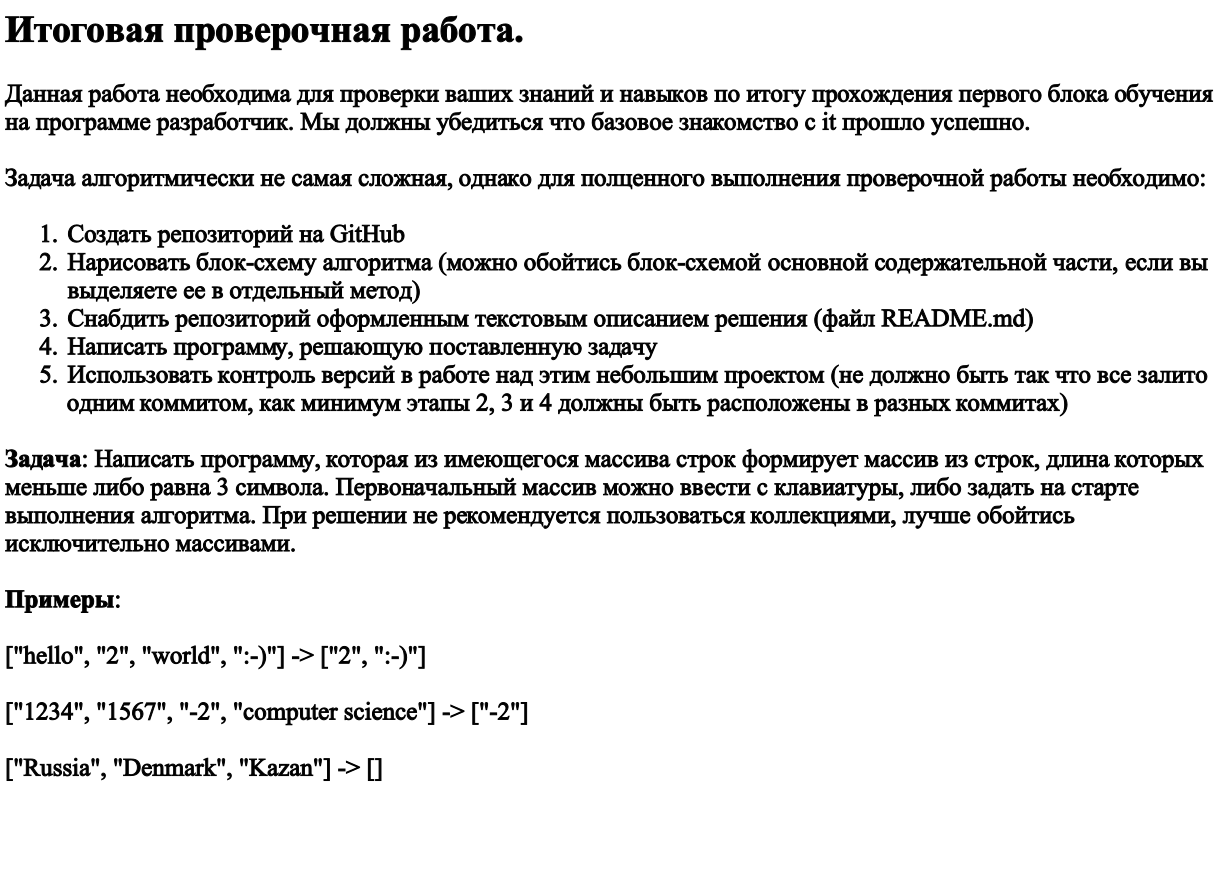 Итоговая проверочная работа.
Данная работа необходима для проверки ваших знаний и навыков по итогу прохождения первого блока обучения
на программе разработчик. Мы должны убедиться что базовое знакомство с it прошло успешно.
Задача алгоритмически не самая сложная, однако для полценного выполнения проверочной работы необходимо:
1. Создать репозиторий на GitHub
2. Нарисовать блок-схему алгоритма (можно обойтись блок-схемой основной содержательной части, если вы
выделяете ее в отдельный метод)
3. Снабдить репозиторий оформленным текстовым описанием решения (файл README.md)
4. Написать программу, решающую поставленную задачу
5. Использовать контроль версий в работе над этим небольшим проектом (не должно быть так что все залито
одним коммитом, как минимум этапы 2, 3 и 4 должны быть расположены в разных коммитах)
Задача: Написать программу, которая из имеющегося массива строк формирует массив из строк, длина которых
меньше либо равна 3 символа. Первоначальный массив можно ввести с клавиатуры, либо задать на старте
выполнения алгоритма. При решении не рекомендуется пользоваться коллекциями, лучше обойтись
исключительно массивами.
Примеры:
["hello", "2", "world", ":-)"] -> ["2", ":-)"]
["1234", "1567", "-2", "computer science"] -> ["-2"]
["Russia", "Denmark", "Kazan"] -> []